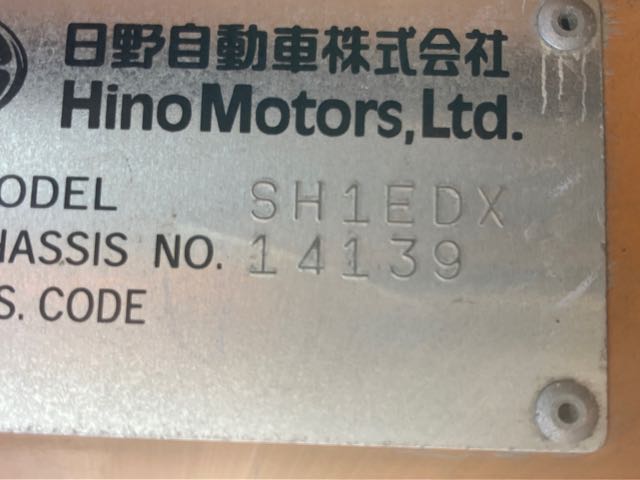 日野自動車株式会社
Hino Motors, Ltd.
ODEL SH1EDX
HASSIS NO. 14139
S. CODE